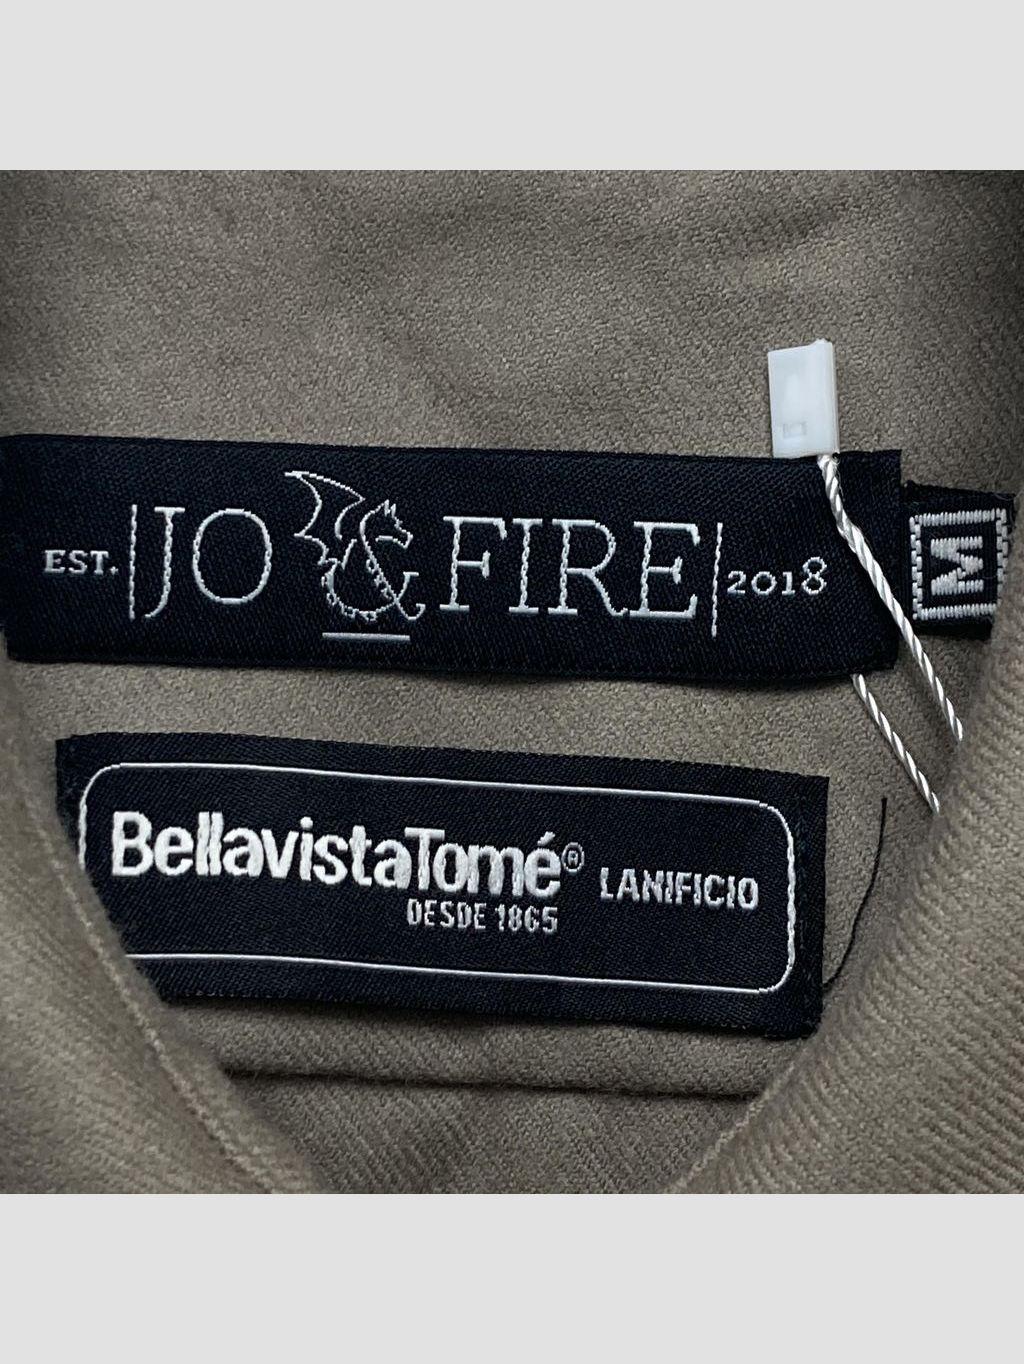 EST. JO & FIRE 2018
M
BellavistaTomé® LANIFICIO
DESDE 1865